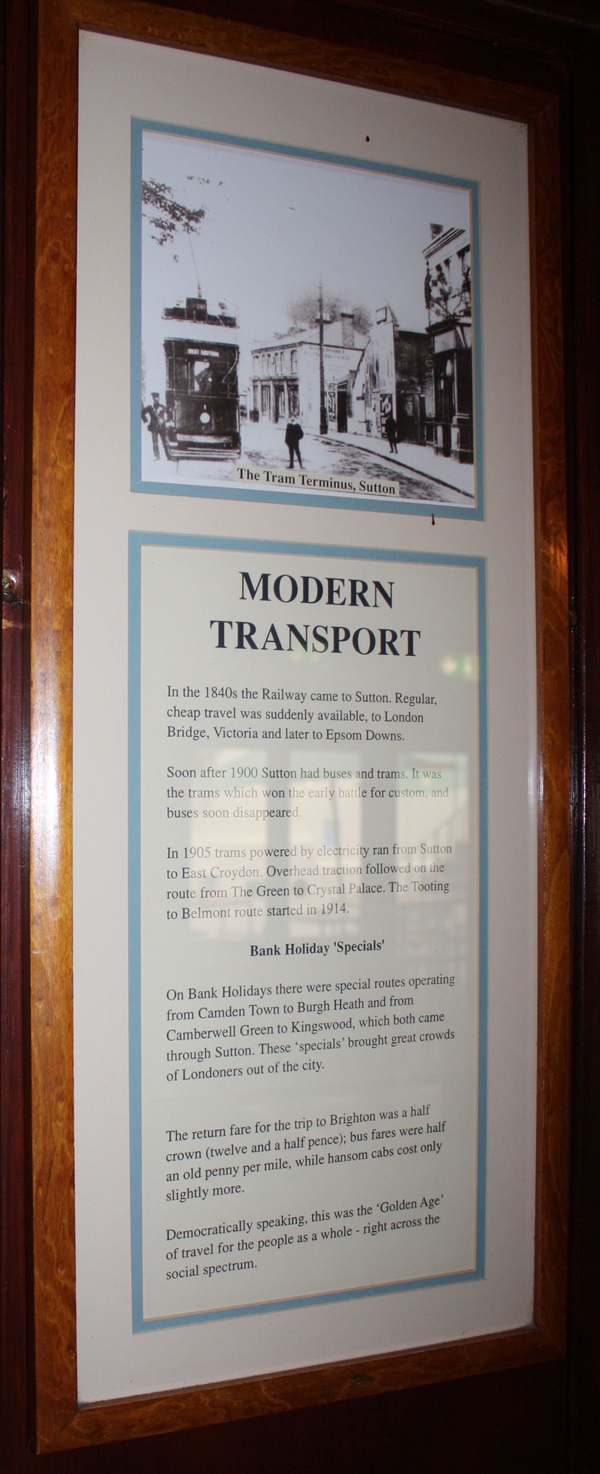 WEST CROYDON
The Tram Terminus, Sutton
MODERN
TRANSPORT
In the 1840s the Railway came to Sutton. Regular,
cheap travel was suddenly available, to London
Bridge, Victoria and later to Epsom Downs.
Soon after 1900 Sutton had buses and trams. It was
the trams which won the early battle for custom, and
buses soon disappeared.
In 1905 trams powered by electricity ran from Sutton
to East Croydon. Overhead traction followed on the
route from The Green to Crystal Palace. The Tooting
to Belmont route started in 1914.
Bank Holiday 'Specials'
On Bank Holidays there were special routes operating
from Camden Town to Burgh Heath and from
Camberwell Green to Kingswood, which both came
through Sutton. These ‘specials’ brought great crowds
of Londoners out of the city.
The return fare for the trip to Brighton was a half
crown (twelve and a half pence); bus fares were half
an old penny per mile, while hansom cabs cost only
slightly more.
Democratically speaking, this was the ‘Golden Age’
of travel for the people as a whole - right across the
social spectrum.